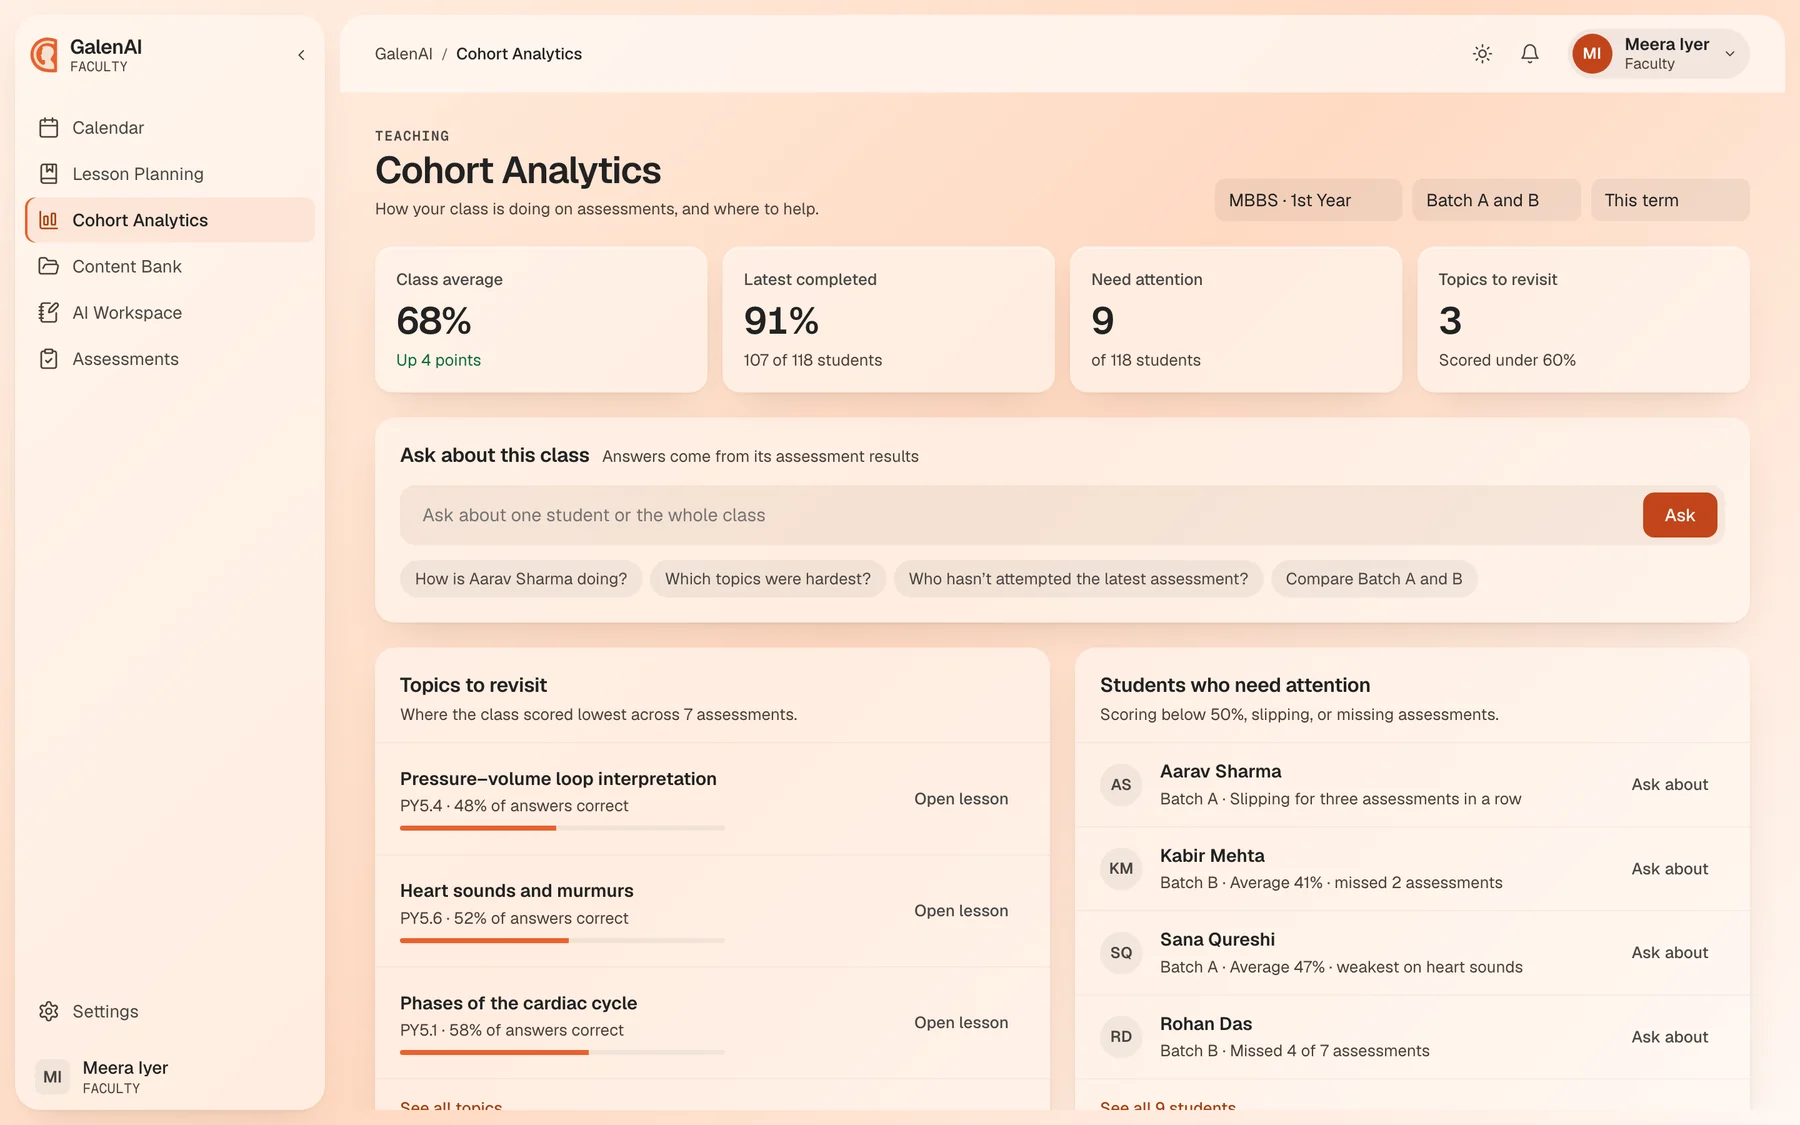 GalenAI
FACULTY
Calendar
Lesson Planning
Cohort Analytics
Content Bank
AI Workspace
Assessments
Settings
MI
Meera Iyer
FACULTY
GalenAI / Cohort Analytics
MI
Meera Iyer
Faculty
TEACHING
Cohort Analytics
How your class is doing on assessments, and where to help.
MBBS · 1st Year
Batch A and B
This term
Class average
68%
Up 4 points
Latest completed
91%
107 of 118 students
Need attention
9
of 118 students
Topics to revisit
3
Scored under 60%
Ask about this class Answers come from its assessment results
Ask about one student or the whole class
Ask
How is Aarav Sharma doing?
Which topics were hardest?
Who hasn’t attempted the latest assessment?
Compare Batch A and B
Topics to revisit
Where the class scored lowest across 7 assessments.
Pressure–volume loop interpretation
PY5.4 · 48% of answers correct
Open lesson
Heart sounds and murmurs
PY5.6 · 52% of answers correct
Open lesson
Phases of the cardiac cycle
PY5.1 · 58% of answers correct
Open lesson
See all topics
Students who need attention
Scoring below 50%, slipping, or missing assessments.
AS
Aarav Sharma
Batch A · Slipping for three assessments in a row
Ask about
KM
Kabir Mehta
Batch B · Average 41% · missed 2 assessments
Ask about
SQ
Sana Qureshi
Batch A · Average 47% · weakest on heart sounds
Ask about
RD
Rohan Das
Batch B · Missed 4 of 7 assessments
Ask about
See all 9 students